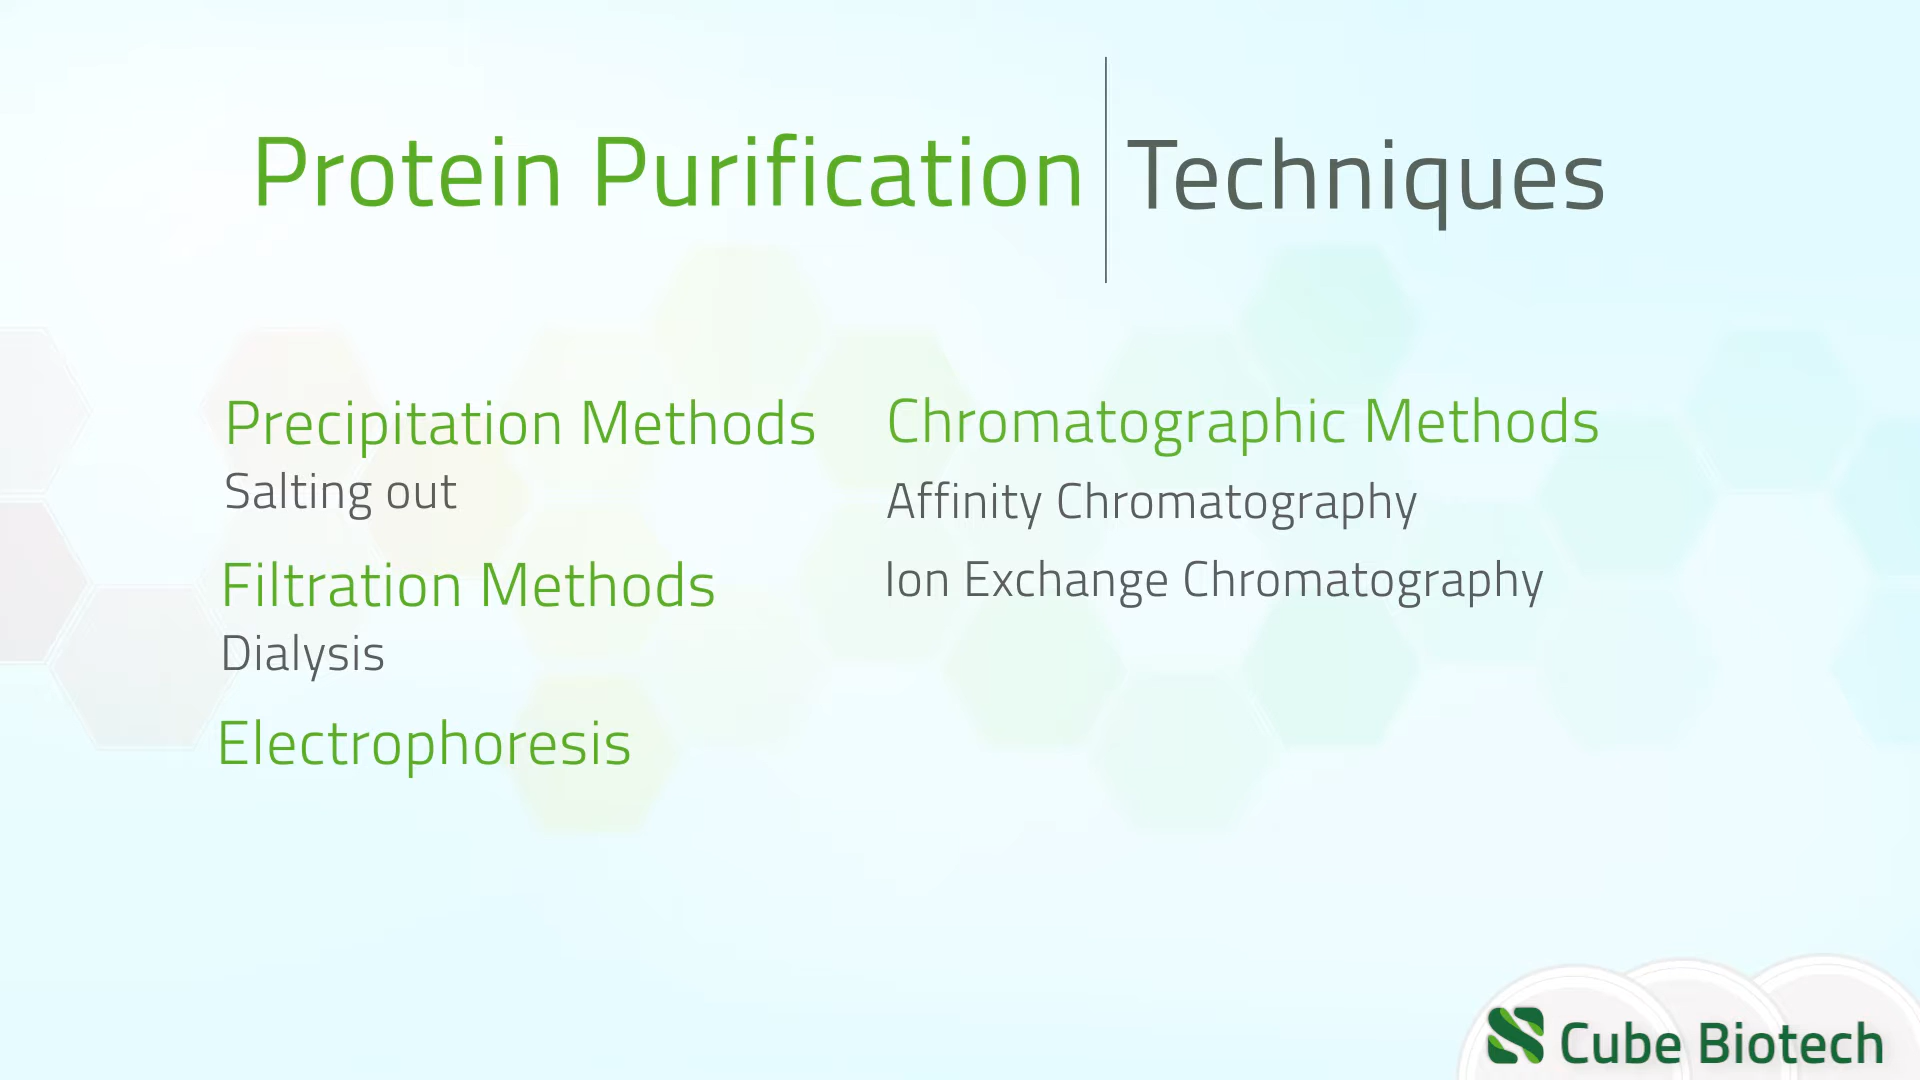 Protein Purification
Techniques
Precipitation Methods
Salting out
Filtration Methods
Dialysis
Electrophoresis
Chromatographic Methods
Affinity Chromatography
Ion Exchange Chromatography
Cube Biotech